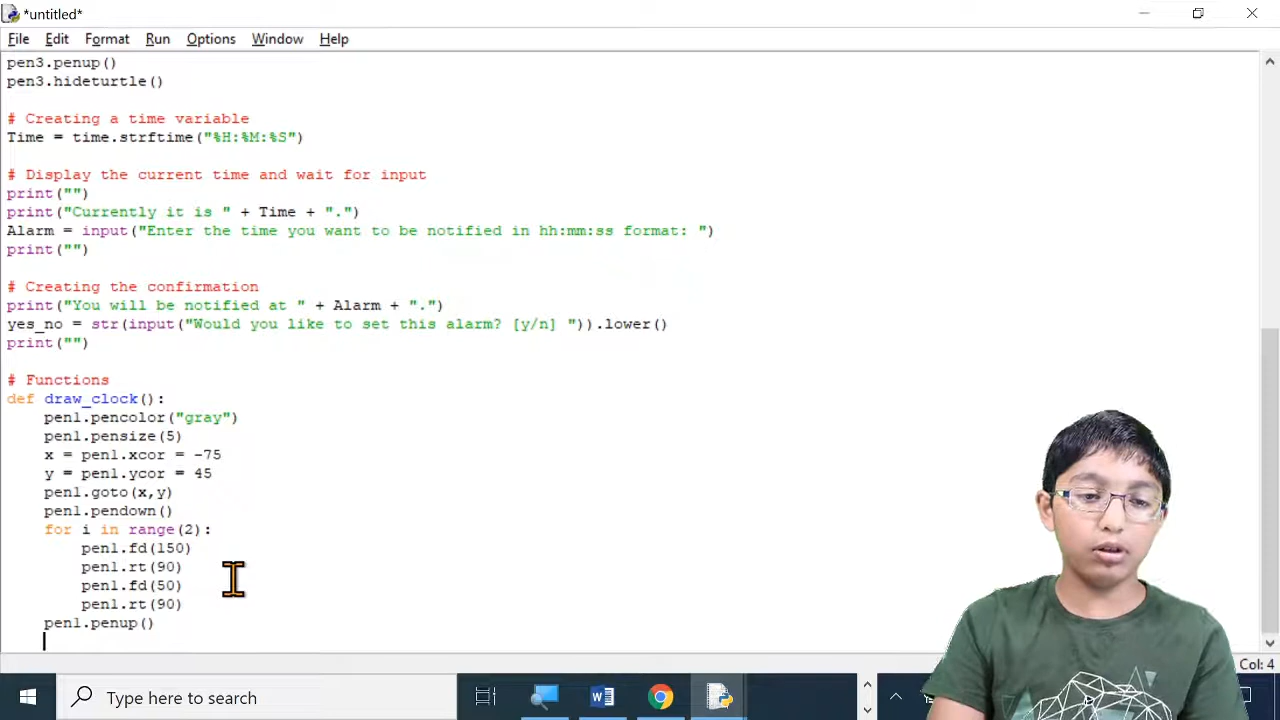 *untitled*
File Edit Format Run Options Window Help
pen3.penup()
pen3.hideturtle()
# Creating a time variable
Time = time.strftime("%H:%M:%S")
# Display the current time and wait for input
print("")
print("Currently it is " + Time + ".")
Alarm = input("Enter the time you want to be notified in hh:mm:ss format: ")
print("")
# Creating the confirmation
print("You will be notified at " + Alarm + ".")
yes_no = str(input("Would you like to set this alarm? [y/n] ")).lower()
print("")
# Functions
def draw_clock():
    pen1.pencolor("gray")
    pen1.pensize(5)
    x = pen1.xcor = -75
    y = pen1.ycor = 45
    pen1.goto(x,y)
    pen1.pendown()
    for i in range(2):
        pen1.fd(150)
        pen1.rt(90)
        pen1.fd(50)
        pen1.rt(90)
    pen1.penup()
Col: 4
Type here to search